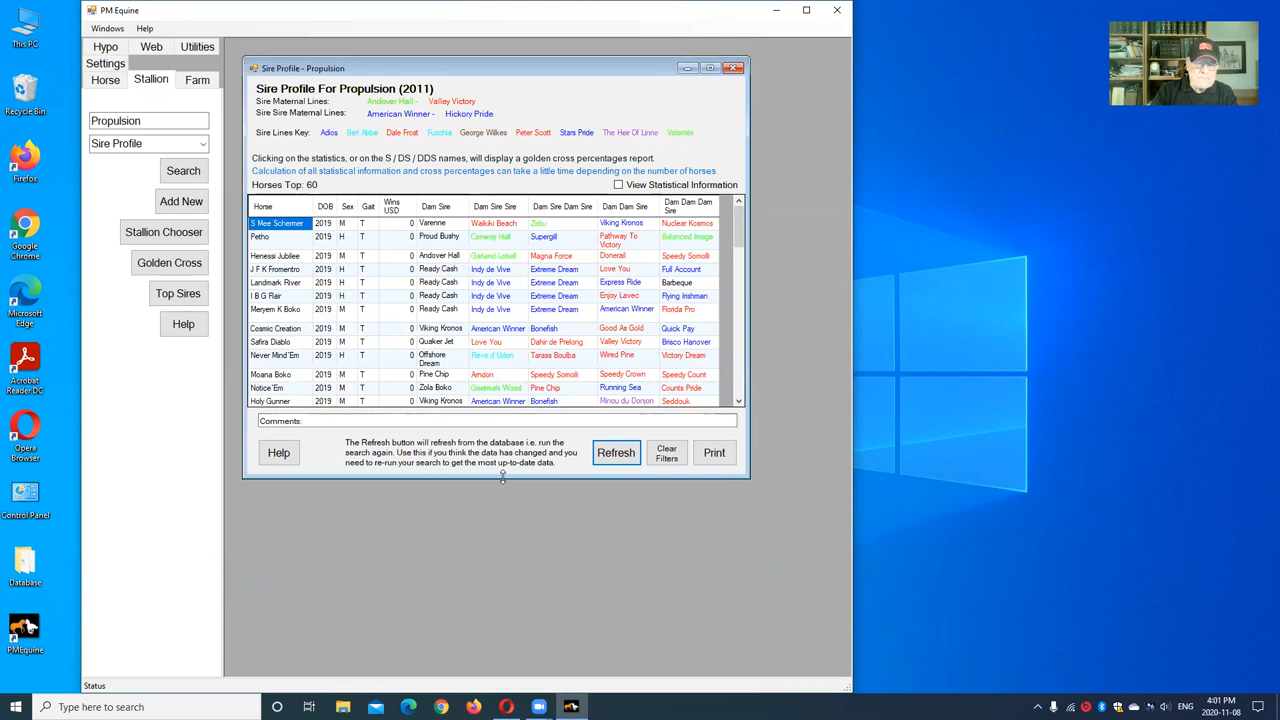 This PC
Recycle Bin
Firefox
Google
Chrome
Microsoft
Edge
Acrobat
Reader DC
Opera
Browser
Control Panel
Database
PMEquine
PM Equine
Windows Help
Hypo Web Utilities
Settings
Horse Stallion Farm
Propulsion
Sire Profile
Search
Add New
Stallion Chooser
Golden Cross
Top Sires
Help
Sire Profile - Propulsion
Sire Profile For Propulsion (2011)
Sire Maternal Lines: Andover Hall - Valley Victory
Sire Sire Maternal Lines: American Winner - Hickory Pride
Sire Lines Key: Adios Bert Abbe Dale Frost Fuschia George Wilkes Peter Scott Stars Pride The Heir Of Linne Volomite
Clicking on the statistics, or on the S / DS / DDS names, will display a golden cross percentages report.
Calculation of all statistical information and cross percentages can take a little time depending on the number of horses.
Horses Top: 60 View Statistical Information
Horse DOB Sex Gait Wins USD Dam Sire Dam Sire Sire Dam Sire Dam Sire Dam Dam Sire Dam Dam Dam Sire
S Mee Schermer 2019 M T 0 Varenne Waikiki Beach Zebu Viking Kronos Nuclear Kosmos
Petho 2019 H T 0 Proud Bushy Conway Hall Supergill Pathway To Victory Balanced Image
Henessi Jubilee 2019 M T 0 Andover Hall Garland Lobell Magna Force Donerail Speedy Somolli
J F K Fromentro 2019 H T 0 Ready Cash Indy de Vive Extreme Dream Love You Full Account
Landmark River 2019 H T 0 Ready Cash Indy de Vive Extreme Dream Express Ride Barbeque
I B G Flair 2019 H T 0 Ready Cash Indy de Vive Extreme Dream Enjoy Lavec Flying Irishman
Meryem K Boko 2019 M T 0 Ready Cash Indy de Vive Extreme Dream American Winner Florida Pro
Cosmic Creation 2019 M T 0 Viking Kronos American Winner Bonefish Good As Gold Quick Pay
Safira Diablo 2019 M T 0 Quaker Jet Love You Dahir de Prelong Valley Victory Brisco Hanover
Never Mind'Em 2019 H T 0 Offshore Dream Reve d'Udon Tarass Boulba Wired Pine Victory Dream
Moana Boko 2019 M T 0 Pine Chip Arndon Speedy Somolli Speedy Crown Speedy Count
Notice'Em 2019 M T 0 Zola Boko Goetmels Wood Pine Chip Running Sea Counts Pride
Holy Gunner 2019 M T 0 Viking Kronos American Winner Bonefish Minou du Donjon Seddouk
Comments:
Help
The Refresh button will refresh from the database i.e. run the
search again. Use this if you think the data has changed and you
need to re-run your search to get the most up-to-date data.
Refresh
Clear
Filters
Print
Status
Type here to search
4:01 PM
2020-11-08